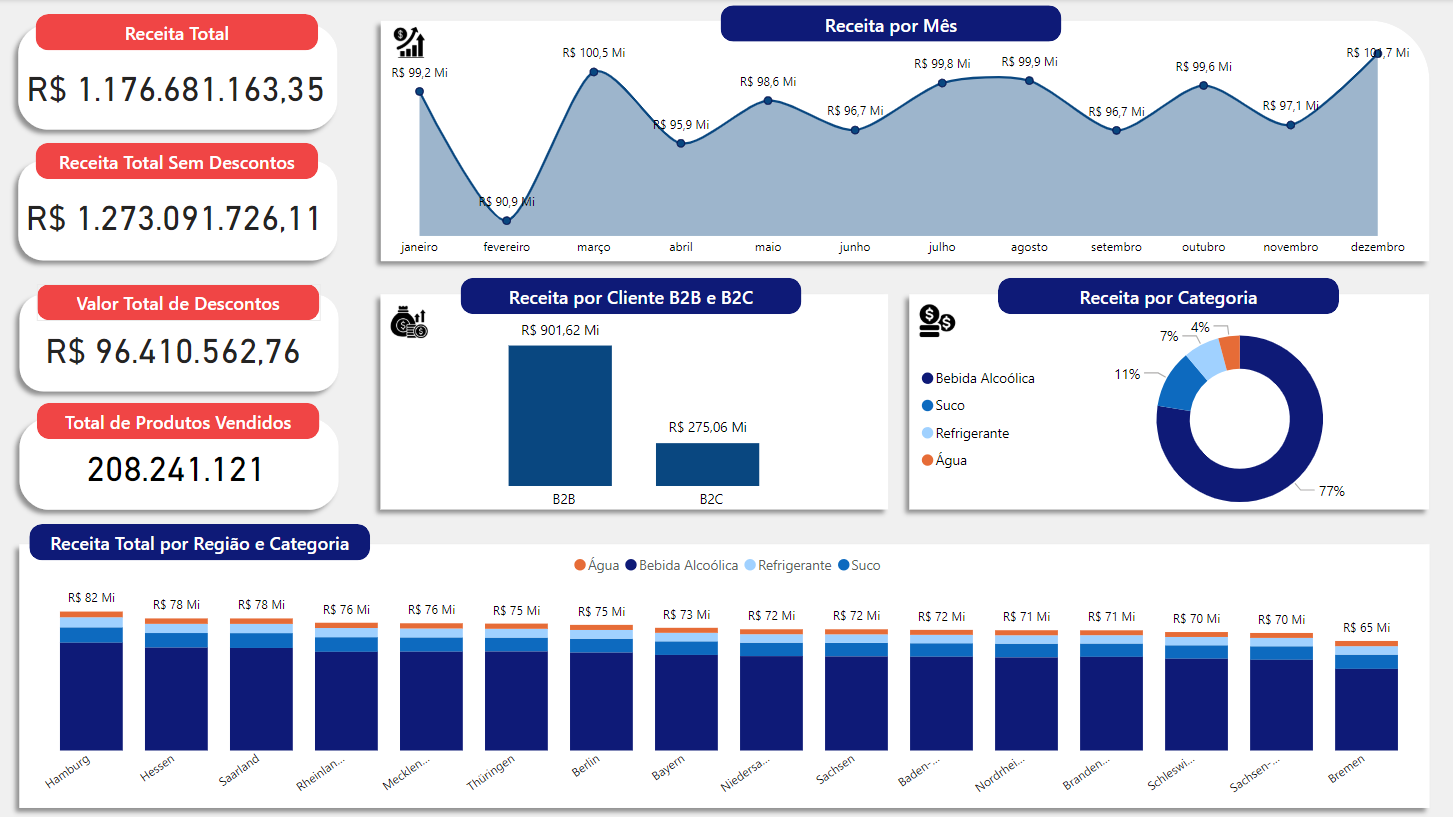 Receita Total
R$ 1.176.681.163,35
Receita Total Sem Descontos
R$ 1.273.091.726,11
Valor Total de Descontos
R$ 96.410.562,76
Total de Produtos Vendidos
208.241.121
Receita por Mês
R$ 99,2 Mi
R$ 90,9 Mi
R$ 100,5 Mi
R$ 95,9 Mi
R$ 98,6 Mi
R$ 96,7 Mi
R$ 99,8 Mi
R$ 99,9 Mi
R$ 96,7 Mi
R$ 99,6 Mi
R$ 97,1 Mi
R$ 101,7 Mi
janeiro fevereiro março abril maio junho julho agosto setembro outubro novembro dezembro
Receita por Cliente B2B e B2C
R$ 901,62 Mi
R$ 275,06 Mi
B2B B2C
Receita por Categoria
Bebida Alcoólica
Suco
Refrigerante
Água
4%
7%
11%
77%
Receita Total por Região e Categoria
Água Bebida Alcoólica Refrigerante Suco
R$ 82 Mi R$ 78 Mi R$ 78 Mi R$ 76 Mi R$ 76 Mi R$ 75 Mi R$ 75 Mi R$ 73 Mi R$ 72 Mi R$ 72 Mi R$ 72 Mi R$ 71 Mi R$ 71 Mi R$ 70 Mi R$ 70 Mi R$ 65 Mi
Hamburg Hessen Saarland Rheinlan... Mecklen... Thüringen Berlin Bayern Niedersa... Sachsen Baden-... Nordrhei... Branden... Schleswi... Sachsen-... Bremen